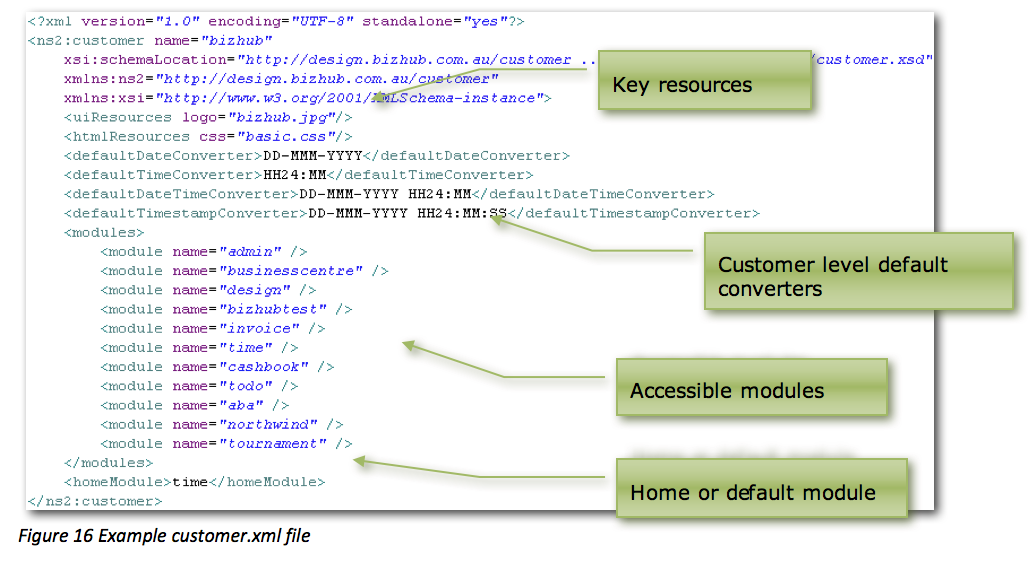 <?xml version="1.0" encoding="UTF-8" standalone="yes"?>
<ns2:customer name="bizhub"
xsi:schemaLocation="http://design.bizhub.com.au/customer .. /customer.xsd"
xmlns:ns2="http://design.bizhub.com.au/customer"
xmlns:xsi="http://www.w3.org/2001/XMLSchema-instance">
Key resources
<uiResources logo="bizhub.jpg"/>
<htmlResources css="basic.css"/>
<defaultDateConverter>DD-MMM-YYYY</defaultDateConverter>
<defaultTimeConverter>HH24:MM</defaultTimeConverter>
<defaultDateTimeConverter>DD-MMM-YYYY HH24:MM</defaultDateTimeConverter>
<defaultTimestampConverter>DD-MMM-YYYY HH24:MM:SS</defaultTimestampConverter>
Customer level default
converters
<modules>
<module name="admin" />
<module name="businesscentre" />
<module name="design" />
<module name="bizhubtest" />
<module name="invoice" />
<module name="time" />
<module name="cashbook" />
<module name="todo" />
<module name="aba" />
<module name="northwind" />
<module name="tournament" />
Accessible modules
</modules>
<homeModule>time</homeModule>
Home or default module
</ns2:customer>
Figure 16 Example customer.xml file